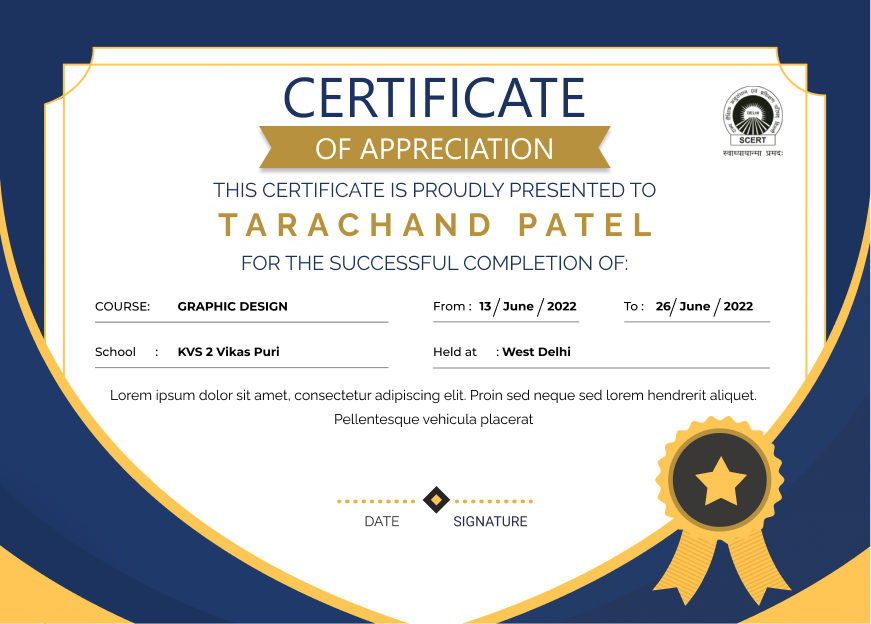 CERTIFICATE
OF APPRECIATION
DELHI
SCERT
स्वाध्यायान्मा प्रमदः
THIS CERTIFICATE IS PROUDLY PRESENTED TO
TARACHAND PATEL
FOR THE SUCCESSFUL COMPLETION OF:
COURSE: GRAPHIC DESIGN From : 13 / June / 2022 To : 26 / June / 2022
School : KVS 2 Vikas Puri Held at : West Delhi
Lorem ipsum dolor sit amet, consectetur adipiscing elit. Proin sed neque sed lorem hendrerit aliquet.
Pellentesque vehicula placerat
DATE SIGNATURE